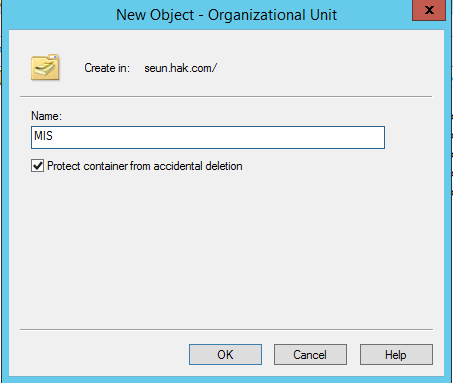 New Object - Organizational Unit
x
Create in: seun.hak.com/
Name:
MIS
Protect container from accidental deletion
OK Cancel Help